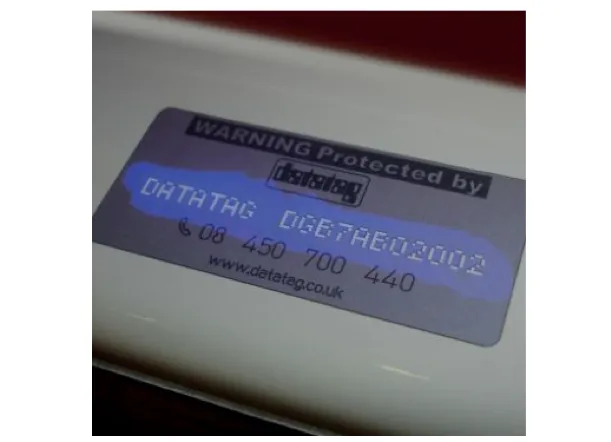 WARNING Protected by
datatag
DATATAG DGB7AB02002
08 450 700 440
www.datatag.co.uk